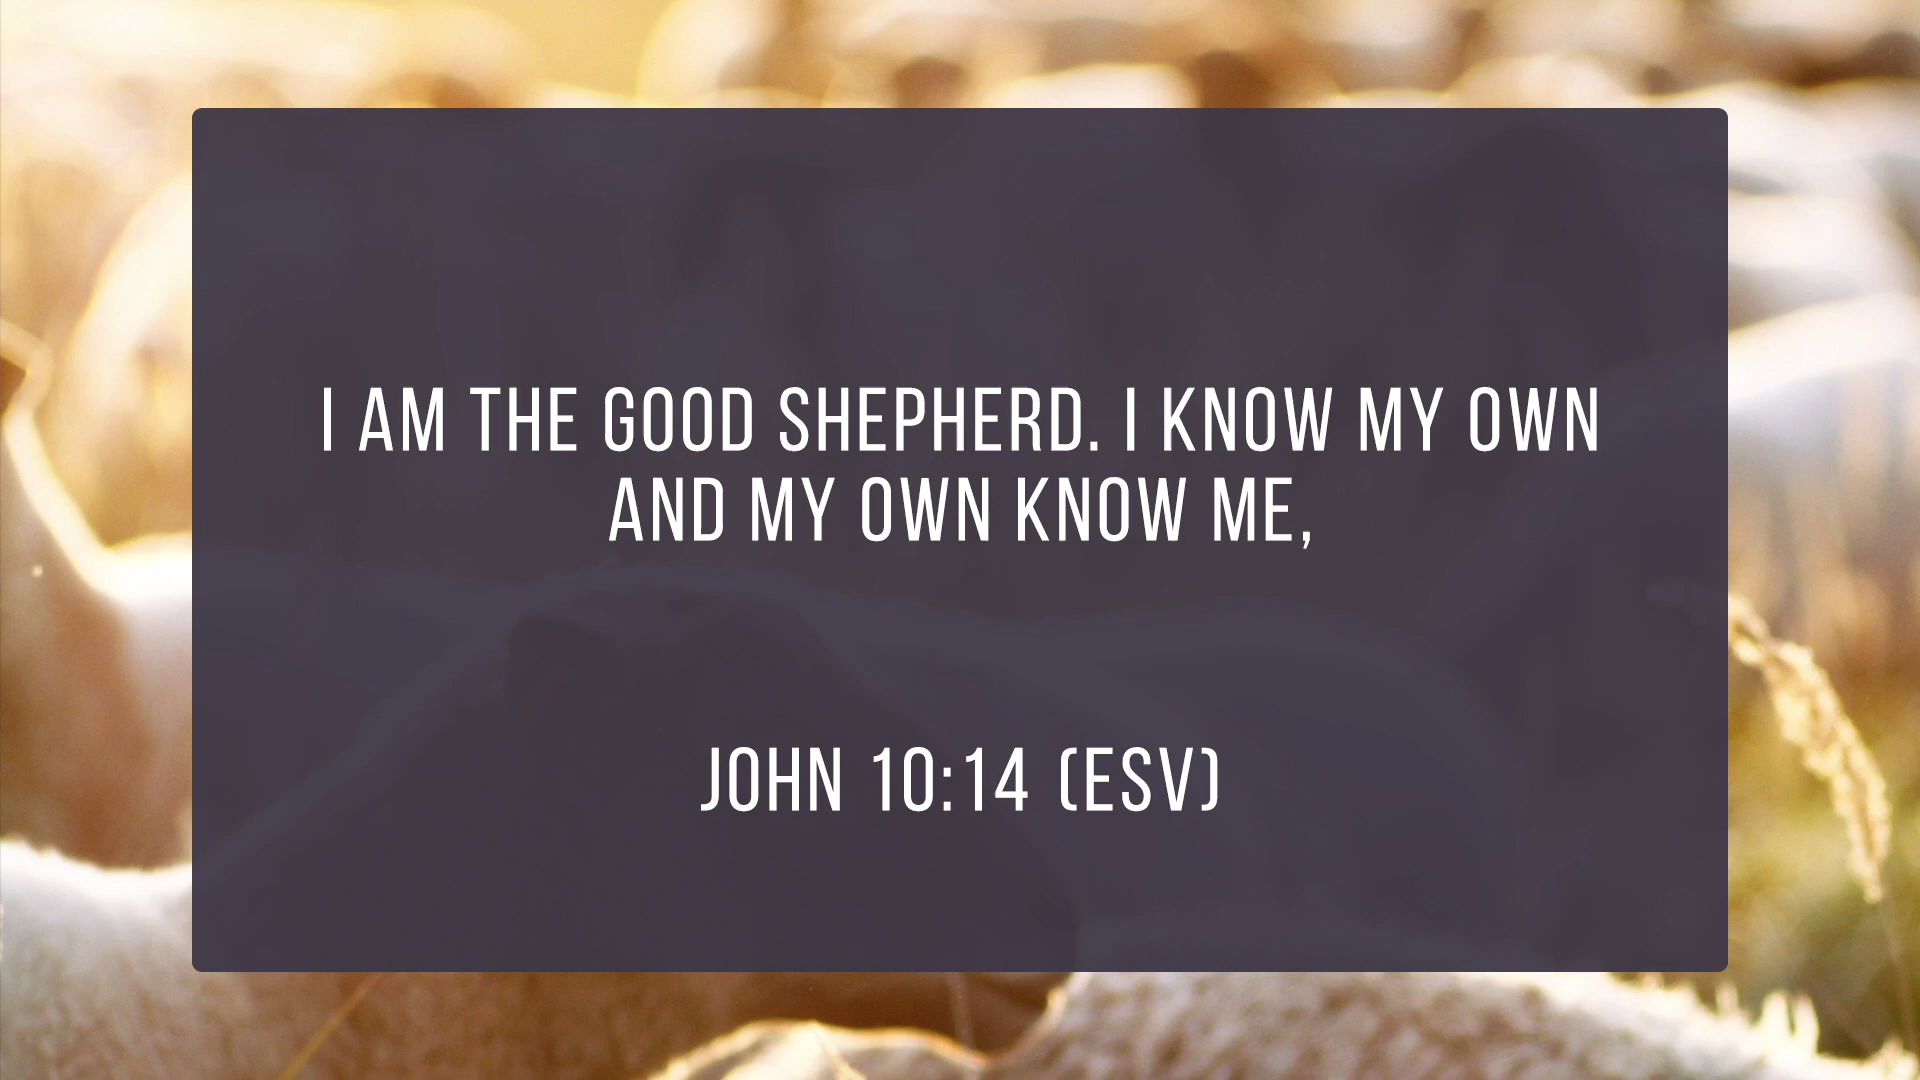 I AM THE GOOD SHEPHERD. I KNOW MY OWN
AND MY OWN KNOW ME,
JOHN 10:14 (ESV)